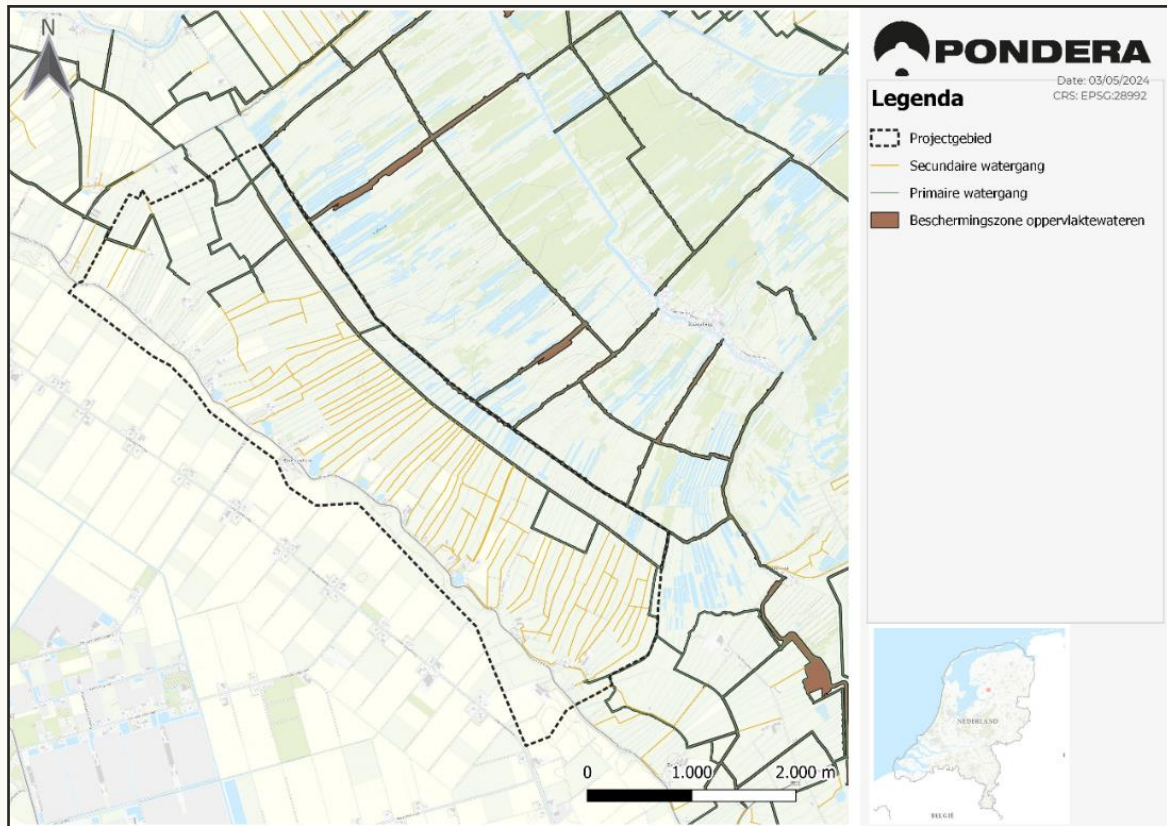 N
PONDERA
Date: 03/05/2024
CRS: EPSG:28992
Legenda
Projectgebied
Secundaire watergang
Primaire watergang
Beschermingszone oppervlaktewateren
0 1.000 2.000 m
NEDERLAND
BELGIË